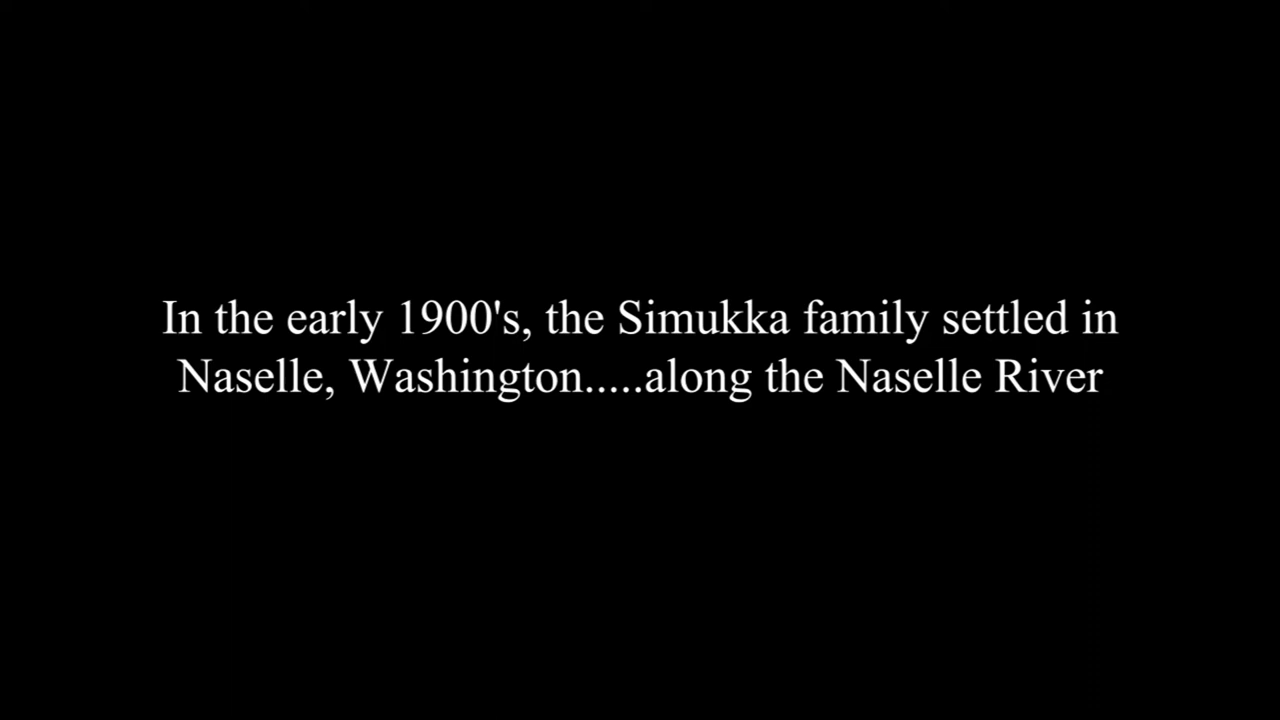 In the early 1900's, the Simukka family settled in
Naselle, Washington.....along the Naselle River